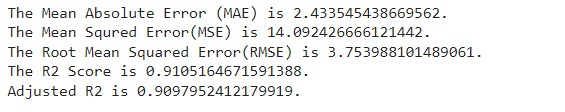 The Mean Absolute Error (MAE) is 2.433545438669562.
The Mean Squred Error(MSE) is 14.092426666121442.
The Root Mean Squared Error(RMSE) is 3.753988101489061.
The R2 Score is 0.9105164671591388.
Adjusted R2 is 0.9097952412179919.